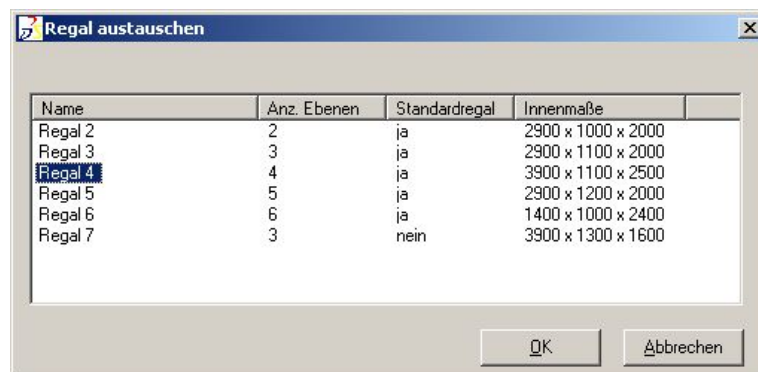 Regal austauschen
Name Anz. Ebenen Standardregal Innenmaße
Regal 2 2 ja 2900 x 1000 x 2000
Regal 3 3 ja 2900 x 1100 x 2000
Regal 4 4 ja 3900 x 1100 x 2500
Regal 5 5 ja 2900 x 1200 x 2000
Regal 6 6 ja 1400 x 1000 x 2400
Regal 7 3 nein 3900 x 1300 x 1600
OK Abbrechen